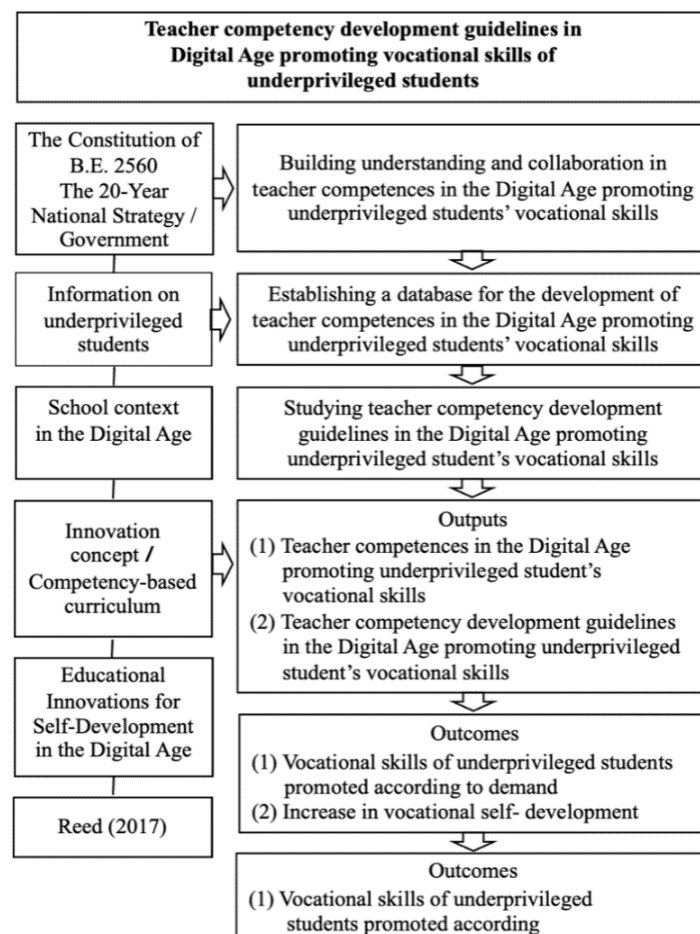 Teacher competency development guidelines in
Digital Age promoting vocational skills of
underprivileged students
The Constitution of
B.E. 2560
The 20-Year
National Strategy /
Government
Building understanding and collaboration in
teacher competences in the Digital Age promoting
underprivileged students' vocational skills
Information on
underprivileged
students
Establishing a database for the development of
teacher competences in the Digital Age promoting
underprivileged students' vocational skills
School context
in the Digital Age
Studying teacher competency development
guidelines in the Digital Age promoting
underprivileged student's vocational skills
Innovation
concept /
Competency-based
curriculum
Outputs
(1) Teacher competences in the Digital Age
promoting underprivileged student's
vocational skills
(2) Teacher competency development guidelines
in the Digital Age promoting underprivileged
student's vocational skills
Educational
Innovations for
Self-Development
in the Digital Age
Outcomes
(1) Vocational skills of underprivileged students
promoted according to demand
(2) Increase in vocational self- development
Reed (2017)
Outcomes
(1) Vocational skills of underprivileged
students promoted according